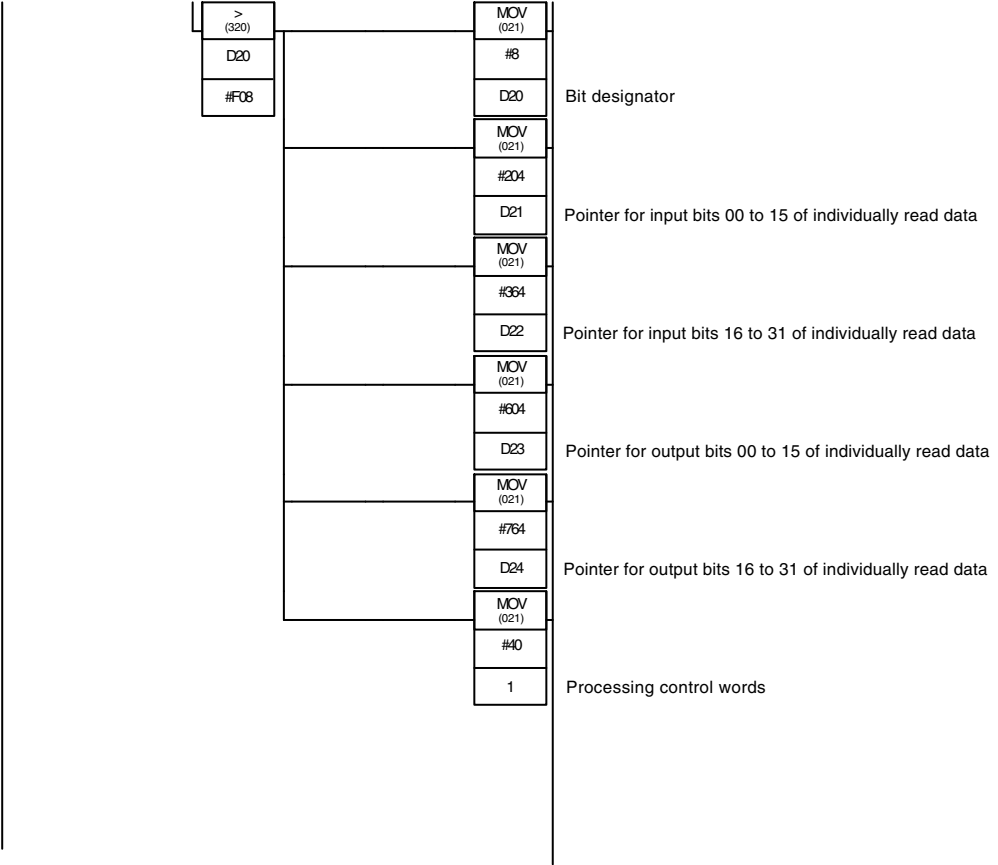 >
(320)
D20
#F08
MOV
(021)
#8
D20 Bit designator
MOV
(021)
#204
D21 Pointer for input bits 00 to 15 of individually read data
MOV
(021)
#364
D22 Pointer for input bits 16 to 31 of individually read data
MOV
(021)
#604
D23 Pointer for output bits 00 to 15 of individually read data
MOV
(021)
#764
D24 Pointer for output bits 16 to 31 of individually read data
MOV
(021)
#40
1 Processing control words